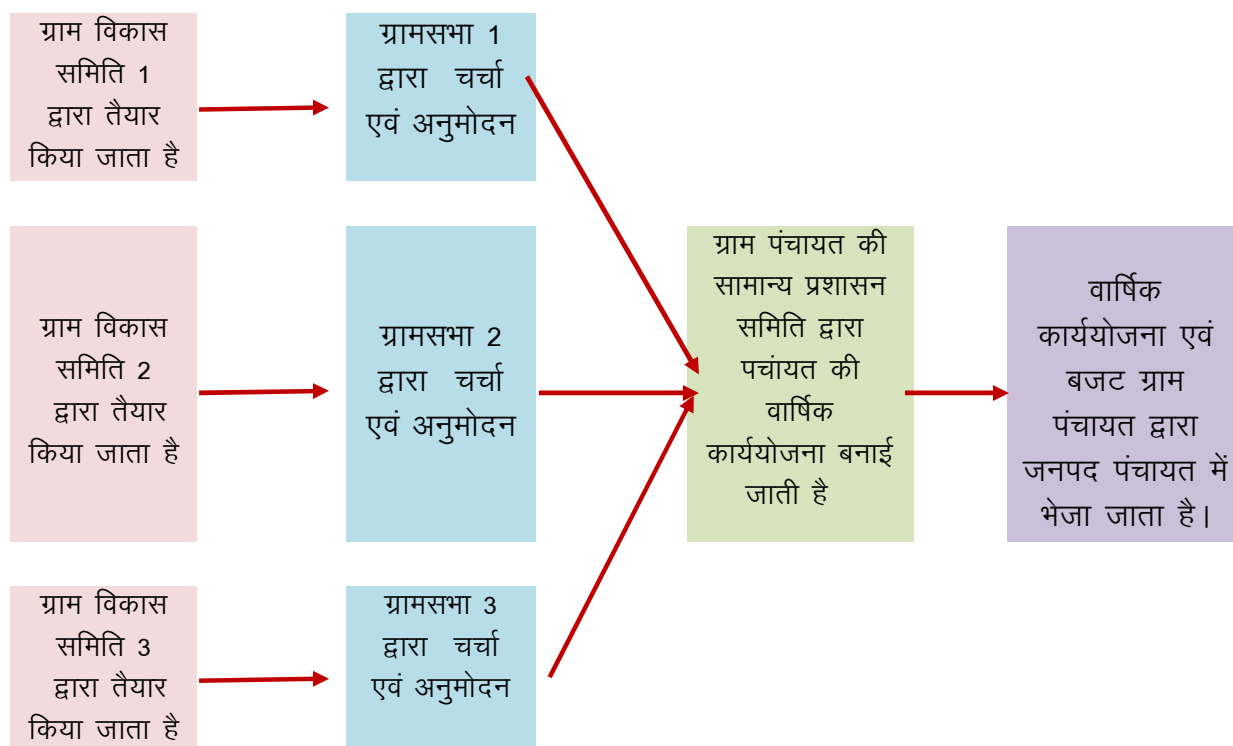 ग्राम विकास
समिति 1
द्वारा तैयार
किया जाता है
ग्रामसभा 1
द्वारा चर्चा
एवं अनुमोदन
ग्राम विकास
समिति 2
द्वारा तैयार
किया जाता है
ग्रामसभा 2
द्वारा चर्चा
एवं अनुमोदन
ग्राम विकास
समिति 3
द्वारा तैयार
किया जाता है
ग्रामसभा 3
द्वारा चर्चा
एवं अनुमोदन
ग्राम पंचायत की
सामान्य प्रशासन
समिति द्वारा
पचांयत की
वार्षिक
कार्ययोजना बनाई
जाती है
वार्षिक
कार्ययोजना एवं
बजट ग्राम
पंचायत द्वारा
जनपद पंचायत में
भेजा जाता है।